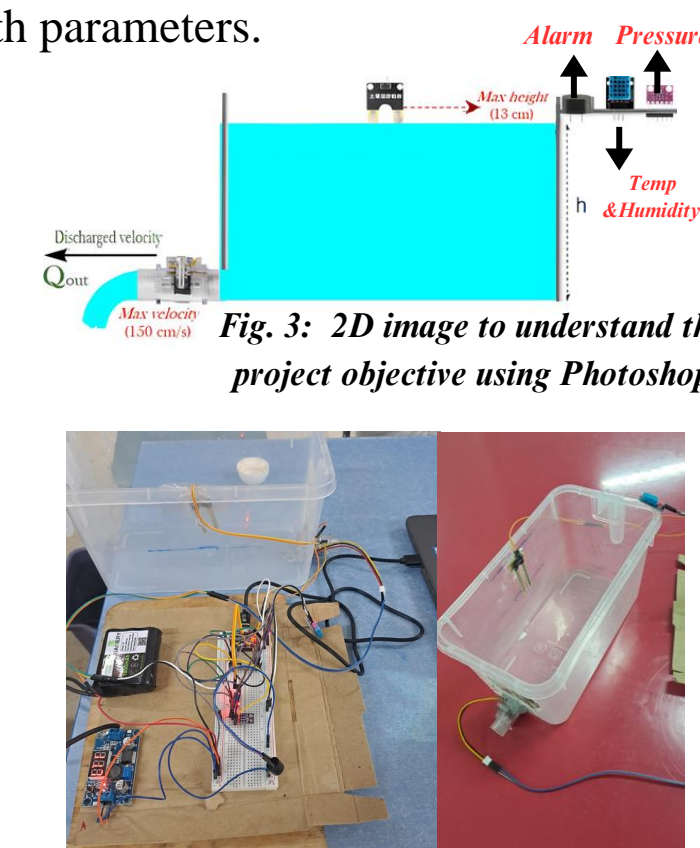 th parameters.
Alarm Pressure
Max height
(13 cm)
Temp
&Humidity
h
Discharged velocity
Qout
Max velocity
(150 cm/s)
Fig. 3: 2D image to understand th
project objective using Photoshop